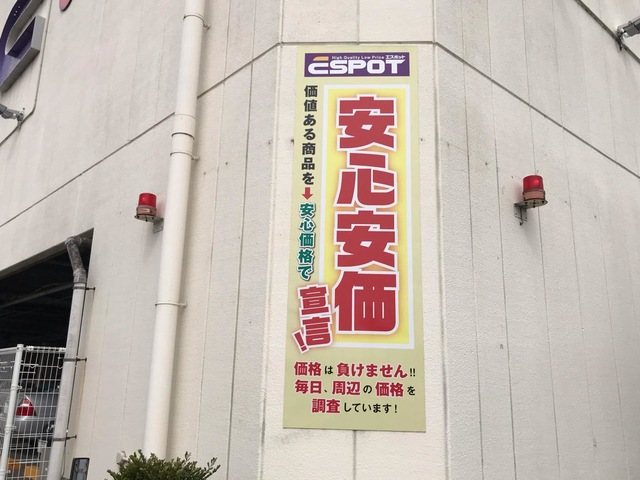 High Quality Low Price エスポット
ESPOT
安心安価
価値ある商品を➡安心価格で
宣言!
価格は負けません!!
毎日、周辺の価格を
調査しています!